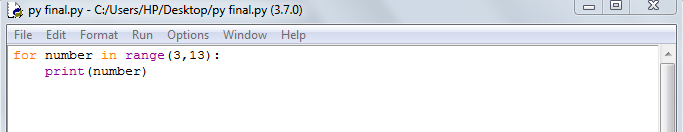 py final.py - C:/Users/HP/Desktop/py final.py (3.7.0)
File Edit Format Run Options Window Help
for number in range(3,13):
    print(number)